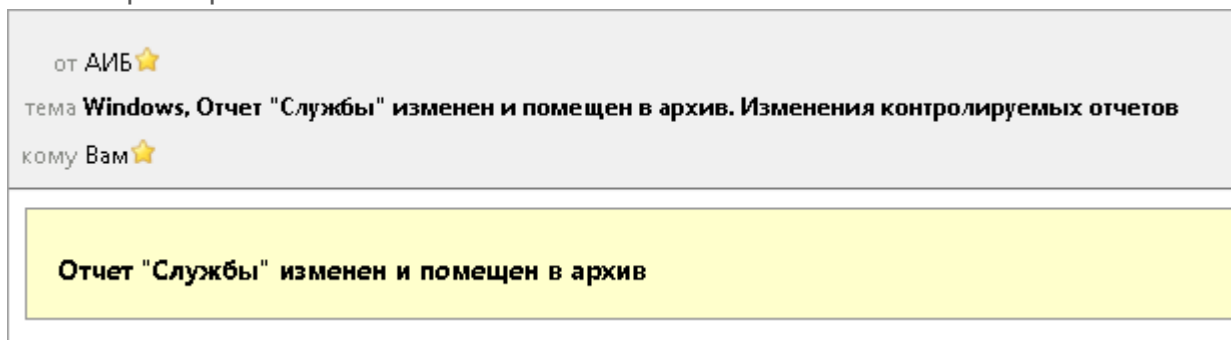 от АИБ
тема Windows, Отчет "Службы" изменен и помещен в архив. Изменения контролируемых отчетов
кому Вам
Отчет "Службы" изменен и помещен в архив